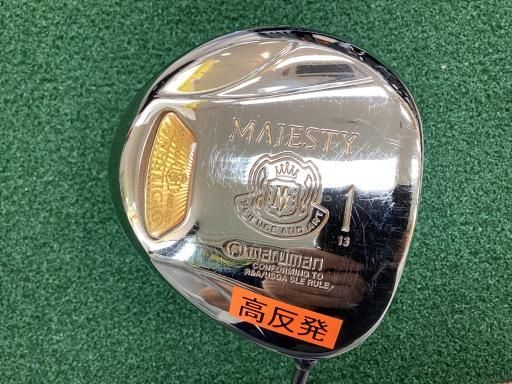 MAJESTY
M
SCIENCE AND ART
1
13
maruman
CONFORMING TO
R&A/USGA SLE RULE
高反発